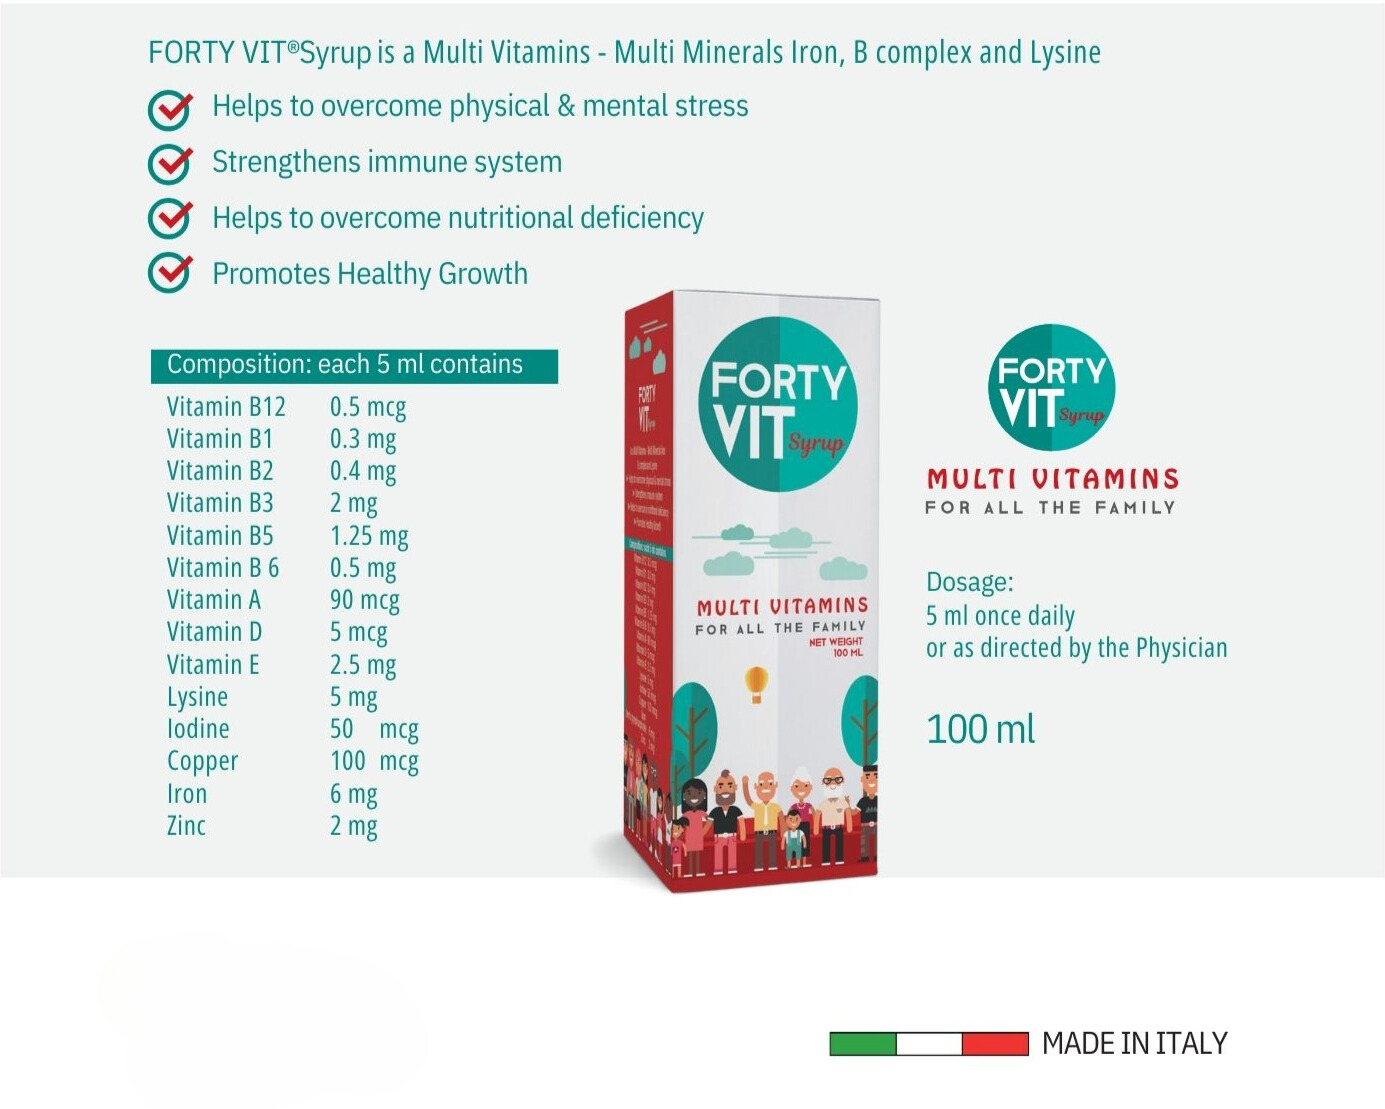 FORTY VIT®Syrup is a Multi Vitamins - Multi Minerals Iron, B complex and Lysine
Helps to overcome physical & mental stress
Strengthens immune system
Helps to overcome nutritional deficiency
Promotes Healthy Growth
Composition: each 5 ml contains
Vitamin B12 0.5 mcg
Vitamin B1 0.3 mg
Vitamin B2 0.4 mg
Vitamin B3 2 mg
Vitamin B5 1.25 mg
Vitamin B 6 0.5 mg
Vitamin A 90 mcg
Vitamin D 5 mcg
Vitamin E 2.5 mg
Lysine 5 mg
Iodine 50 mcg
Copper 100 mcg
Iron 6 mg
Zinc 2 mg
FORTY
VIT
FORTY
VIT Syrup
MULTI VITAMINS
FOR ALL THE FAMILY
NET WEIGHT
100 ML
FORTY
VIT Syrup
MULTI VITAMINS
FOR ALL THE FAMILY
Dosage:
5 ml once daily
or as directed by the Physician
100 ml
MADE IN ITALY